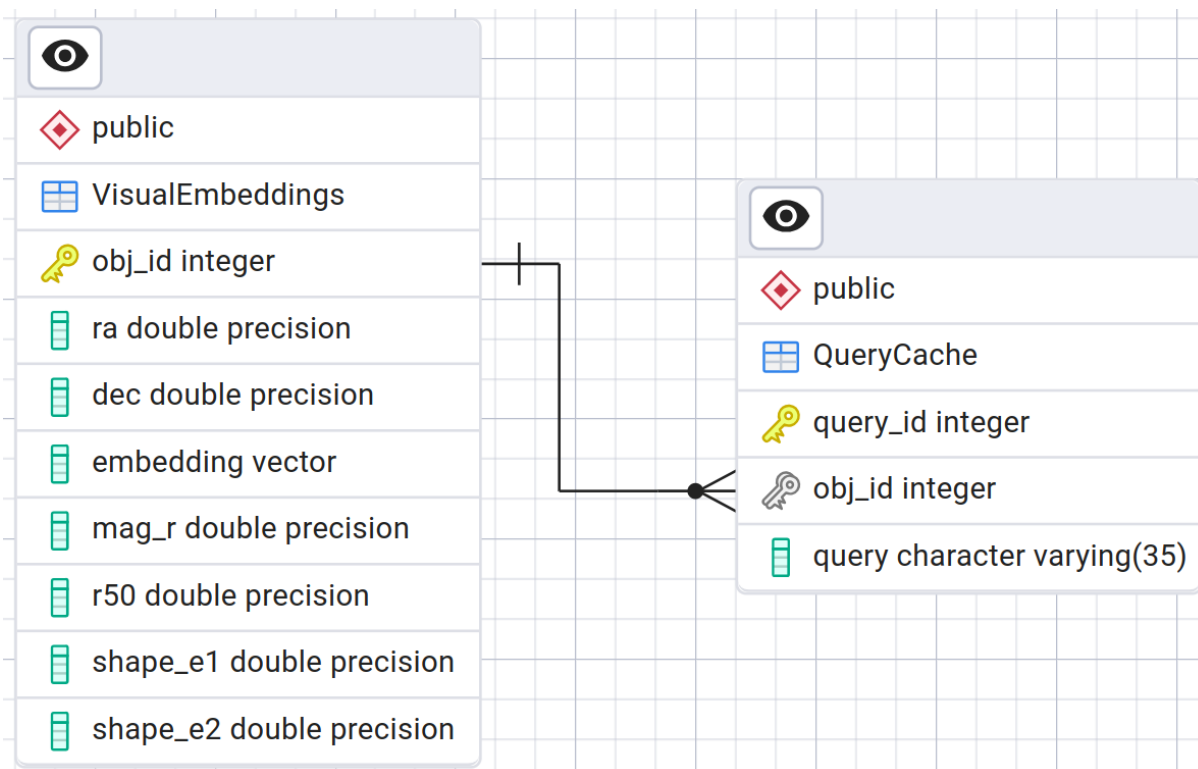 public
VisualEmbeddings
obj_id integer
ra double precision
dec double precision
embedding vector
mag_r double precision
r50 double precision
shape_e1 double precision
shape_e2 double precision
public
QueryCache
query_id integer
obj_id integer
query character varying(35)